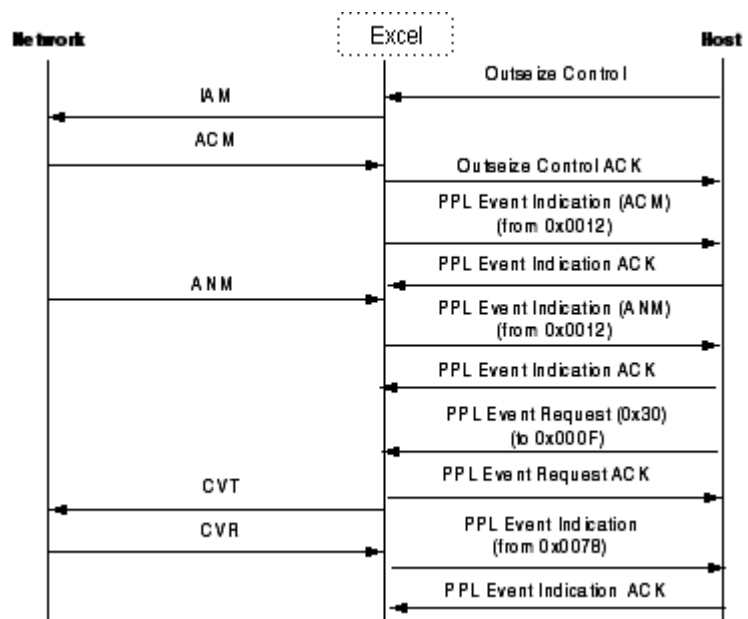 Network
Excel
Host
Outseize Control
IAM
ACM
Outseize Control ACK
PPL Event Indication (ACM)
(from 0x0012)
PPL Event Indication ACK
ANM
PPL Event Indication (ANM)
(from 0x0012)
PPL Event Indication ACK
PPL Event Request (0x30)
(to 0x000F)
PPL Event Request ACK
CVT
CVR
PPL Event Indication
(from 0x0078)
PPL Event Indication ACK